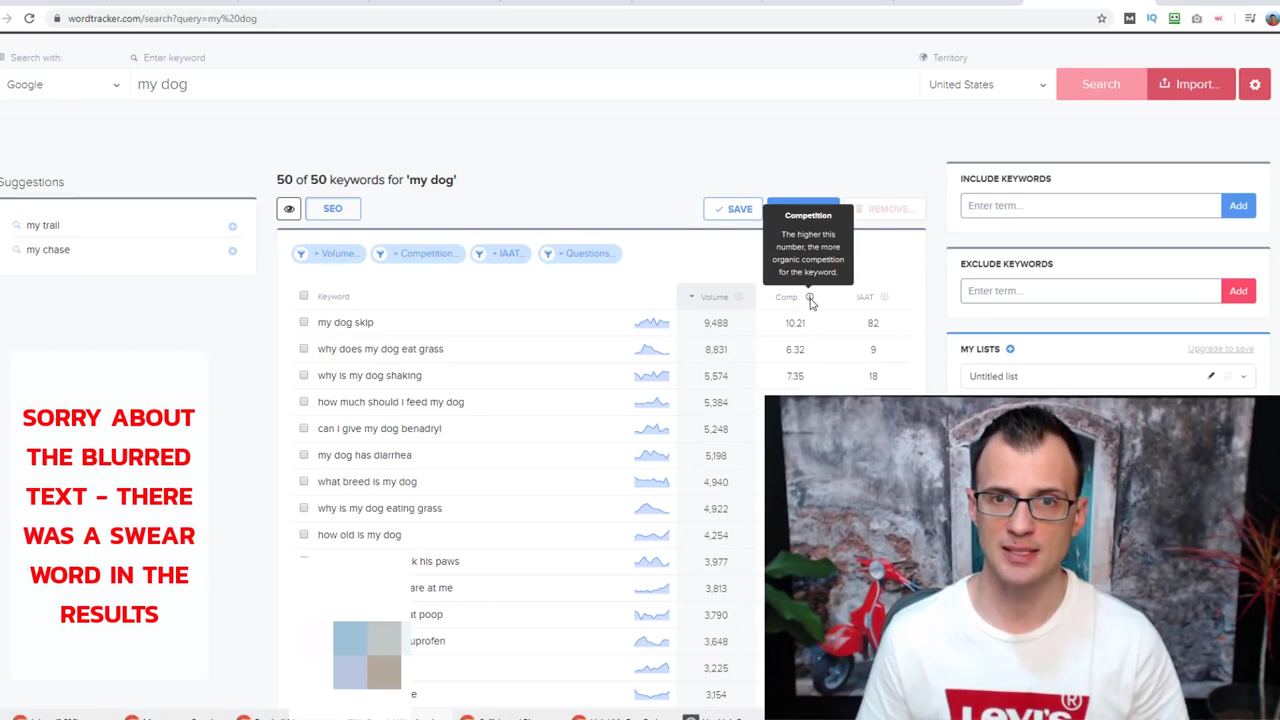 wordtracker.com/search?query=my%20dog
Search with:
Enter keyword
Territory
Google
my dog
United States
Search
Import...
Suggestions
my trail
my chase
50 of 50 keywords for 'my dog'
SEO
SAVE
REMOVE...
Competition
The higher this
number, the more
organic competition
for the keyword.
+ Volume...
+ Competition...
+ IAAT...
+ Questions...
Keyword
Volume
Comp.
IAAT
my dog skip 9,488 10.21 82
why does my dog eat grass 8,831 6.32 9
why is my dog shaking 5,574 7.35 18
how much should I feed my dog 5,384
can I give my dog benadryl 5,248
my dog has diarrhea 5,198
what breed is my dog 4,940
why is my dog eating grass 4,922
how old is my dog 4,254
k his paws 3,977
are at me 3,813
at poop 3,790
uprofen 3,648
3,225
e 3,154
INCLUDE KEYWORDS
Enter term...
Add
EXCLUDE KEYWORDS
Enter term...
Add
MY LISTS
Upgrade to save
Untitled list
SORRY ABOUT
THE BLURRED
TEXT - THERE
WAS A SWEAR
WORD IN THE
RESULTS
LEVI'S